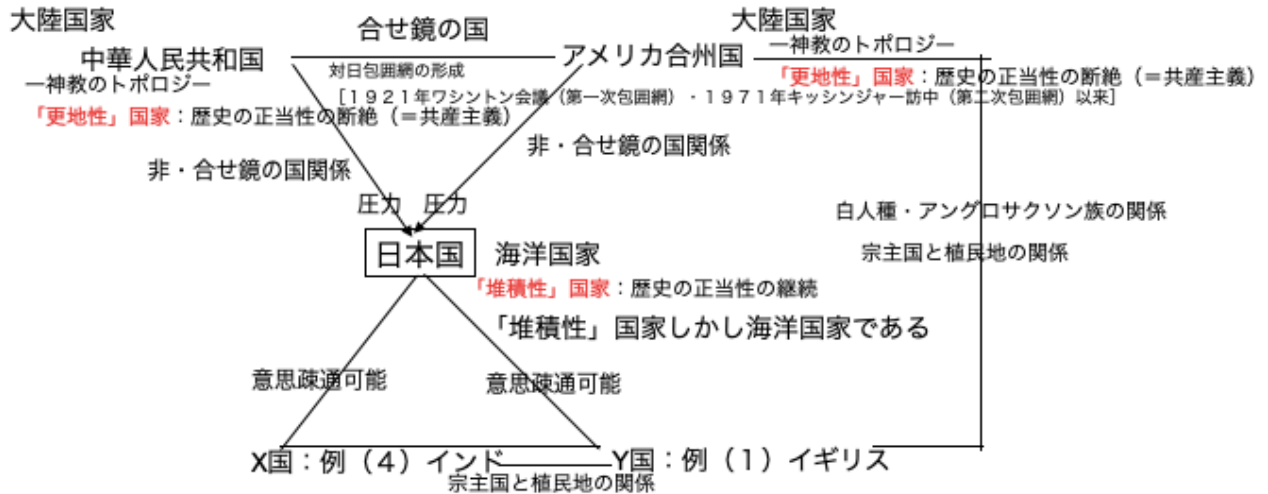 大陸国家
大陸国家
合せ鏡の国
中華人民共和国
アメリカ合州国
一神教のトポロジー
一神教のトポロジー
対日包囲網の形成
「更地性」国家：歴史の正当性の断絶（＝共産主義）
［１９２１年ワシントン会議（第一次包囲網）・１９７１年キッシンジャー訪中（第二次包囲網）以来］
「更地性」国家：歴史の正当性の断絶（＝共産主義）
非・合せ鏡の国関係
非・合せ鏡の国関係
圧力
圧力
白人種・アングロサクソン族の関係
日本国
海洋国家
宗主国と植民地の関係
「堆積性」国家：歴史の正当性の継続
「堆積性」国家しかし海洋国家である
意思疎通可能
意思疎通可能
X国：例（４）インド
Y国：例（１）イギリス
宗主国と植民地の関係